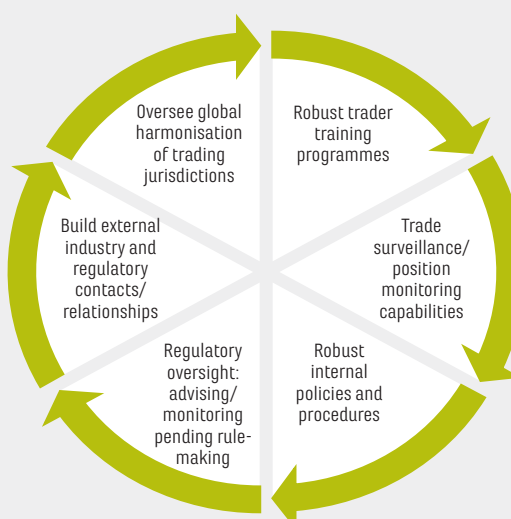 Oversee global
harmonisation
of trading
jurisdictions
Robust trader
training
programmes
Trade
surveillance/
position
monitoring
capabilities
Robust
internal
policies and
procedures
Regulatory
oversight:
advising/
monitoring
pending rule-
making
Build external
industry and
regulatory
contacts/
relationships